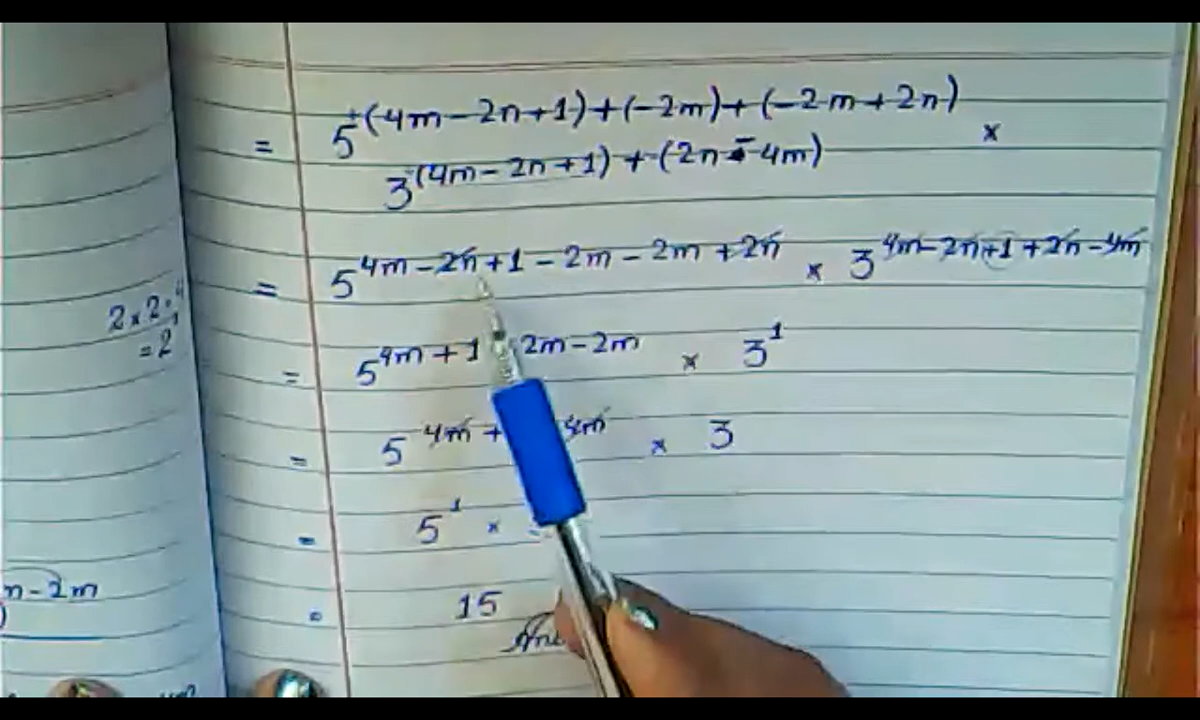 = 5^(4m-2n+1)+(-2m)+(-2m+2n) ×
3^(4m-2n+1)+(2n-4m)
= 5^4m-2n+1-2m-2m+2n × 3^4m-2n+1+2n-4m
2×2·4
=2
= 5^4m+1 2m-2m × 3^1
= 5^4m+ 4m × 3
= 5^1 ×
n-2m
= 15